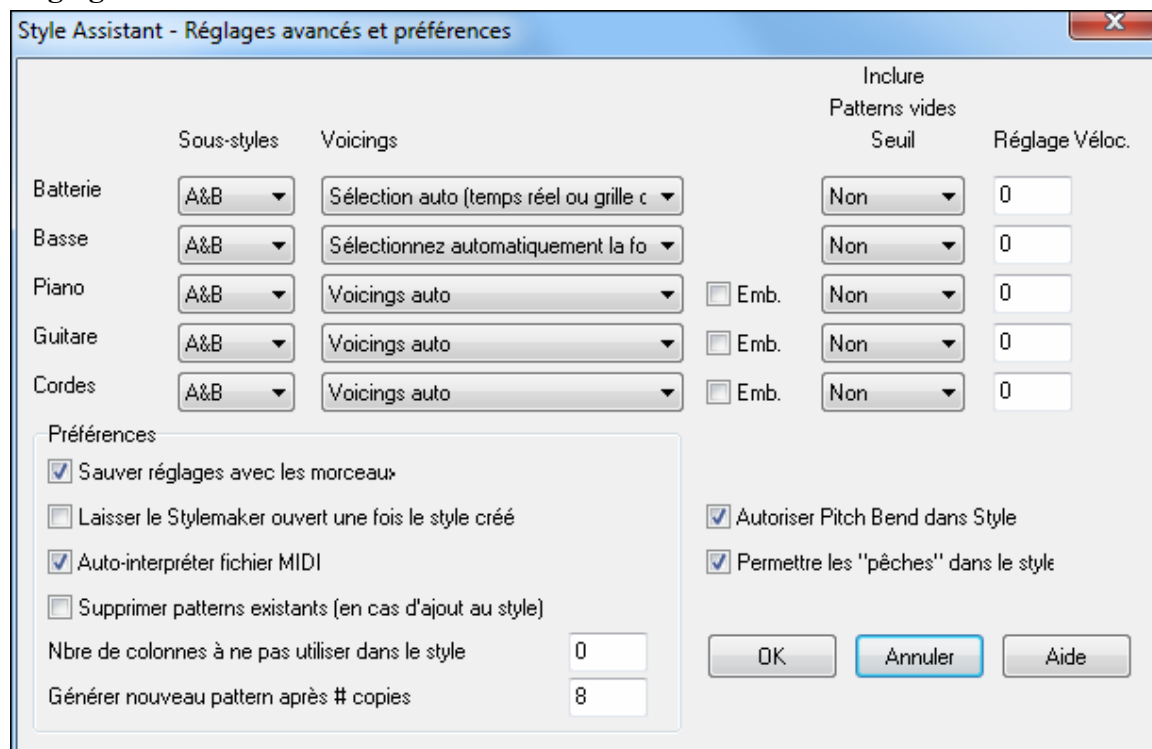 Style Assistant - Réglages avancés et préférences
Inclure
Patterns vides
Sous-styles Voicings Seuil Réglage Véloc.
Batterie A&B Sélection auto (temps réel ou grille c Non 0
Basse A&B Sélectionnez automatiquement la fo Non 0
Piano A&B Voicings auto Emb. Non 0
Guitare A&B Voicings auto Emb. Non 0
Cordes A&B Voicings auto Emb. Non 0
Préférences
Sauver réglages avec les morceaux
Laisser le Stylemaker ouvert une fois le style créé Autoriser Pitch Bend dans Style
Auto-interpréter fichier MIDI Permettre les "pêches" dans le style
Supprimer patterns existants (en cas d'ajout au style)
Nbre de colonnes à ne pas utiliser dans le style 0 OK Annuler Aide
Générer nouveau pattern après # copies 8